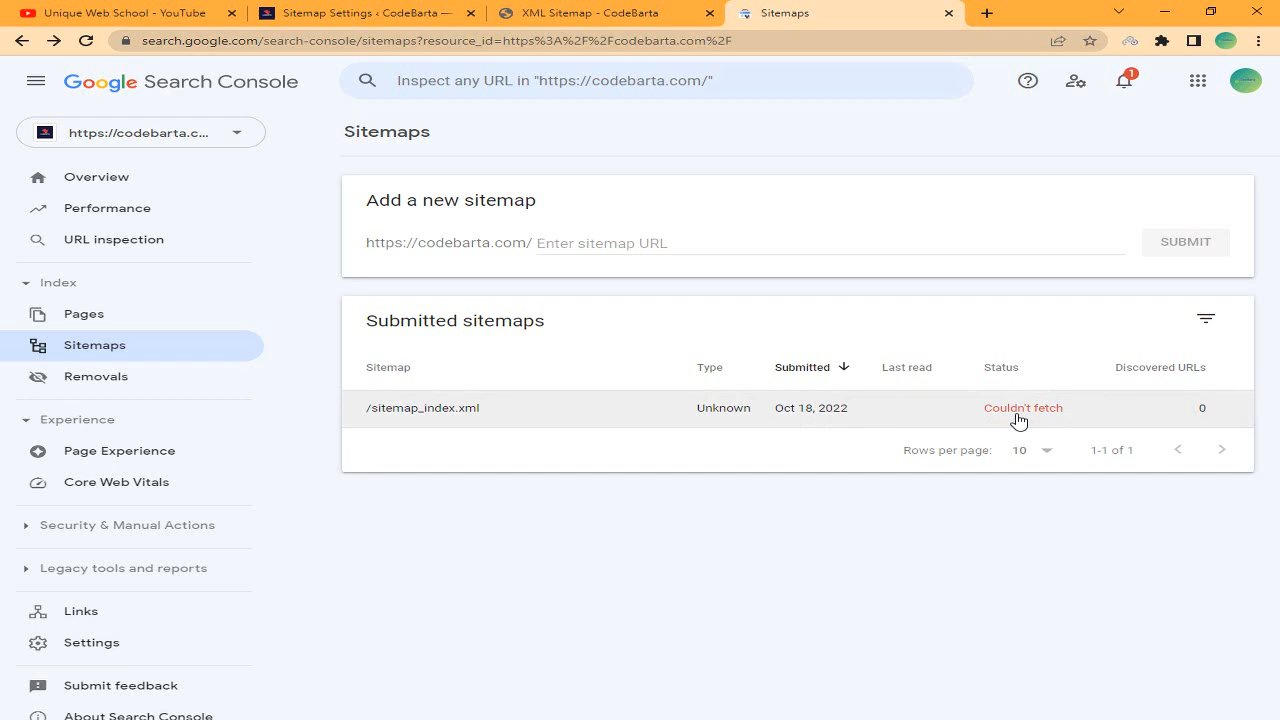 Unique Web School - YouTube
Sitemap Settings ‹ CodeBarta —
XML Sitemap - CodeBarta
Sitemaps
search.google.com/search-console/sitemaps?resource_id=https%3A%2F%2Fcodebarta.com%2F
Google Search Console
Inspect any URL in "https://codebarta.com/"
1
https://codebarta.c...
Sitemaps
Overview
Performance
URL inspection
Index
Pages
Sitemaps
Removals
Experience
Page Experience
Core Web Vitals
Security & Manual Actions
Legacy tools and reports
Links
Settings
Submit feedback
About Search Console
Add a new sitemap
https://codebarta.com/ Enter sitemap URL
SUBMIT
Submitted sitemaps
Sitemap Type Submitted Last read Status Discovered URLs
/sitemap_index.xml Unknown Oct 18, 2022 Couldn't fetch 0
Rows per page: 10 1-1 of 1